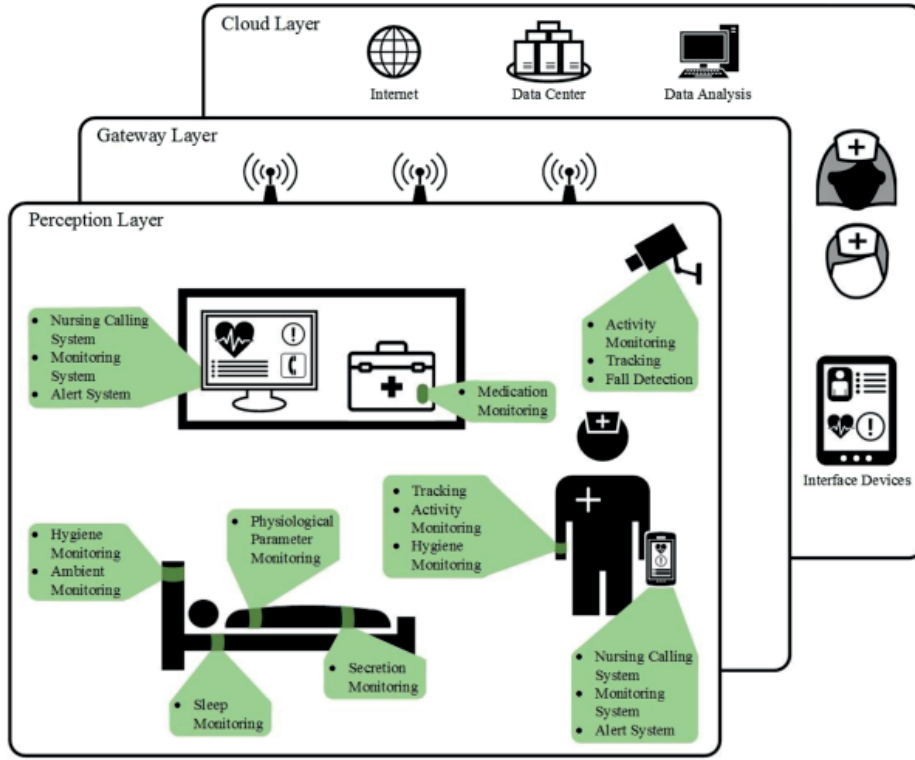 Cloud Layer
Internet
Data Center
Data Analysis
Gateway Layer
Perception Layer
• Nursing Calling
System
• Monitoring
System
• Alert System
• Medication
Monitoring
• Activity
Monitoring
• Tracking
• Fall Detection
Interface Devices
• Tracking
• Activity
Monitoring
• Hygiene
Monitoring
• Hygiene
Monitoring
• Ambient
Monitoring
• Physiological
Parameter
Monitoring
• Sleep
Monitoring
• Secretion
Monitoring
• Nursing Calling
System
• Monitoring
System
• Alert System